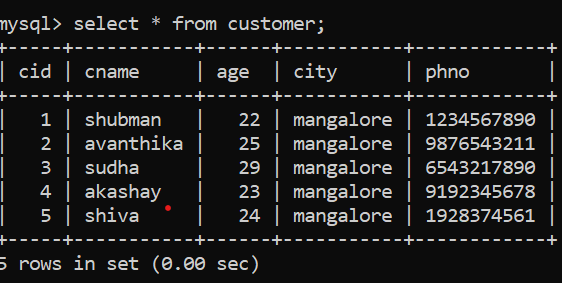 mysql> select * from customer;
+-----+-----------+------+-----------+------------+
| cid | cname     | age  | city      | phno       |
+-----+-----------+------+-----------+------------+
|   1 | shubman   |   22 | mangalore | 1234567890 |
|   2 | avanthika |   25 | mangalore | 9876543211 |
|   3 | sudha     |   29 | mangalore | 6543217890 |
|   4 | akashay   |   23 | mangalore | 9192345678 |
|   5 | shiva     |   24 | mangalore | 1928374561 |
+-----+-----------+------+-----------+------------+
5 rows in set (0.00 sec)